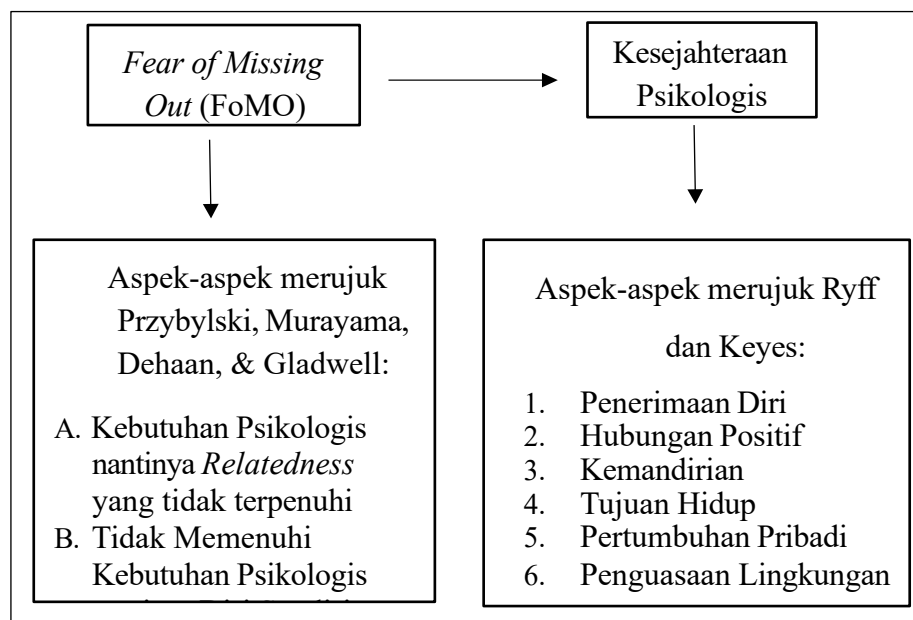 Fear of Missing
Out (FoMO)
Kesejahteraan
Psikologis
Aspek-aspek merujuk
Przybylski, Murayama,
Dehaan, & Gladwell:
A. Kebutuhan Psikologis
nantinya Relatedness
yang tidak terpenuhi
B. Tidak Memenuhi
Kebutuhan Psikologis
Aspek-aspek merujuk Ryff
dan Keyes:
1. Penerimaan Diri
2. Hubungan Positif
3. Kemandirian
4. Tujuan Hidup
5. Pertumbuhan Pribadi
6. Penguasaan Lingkungan